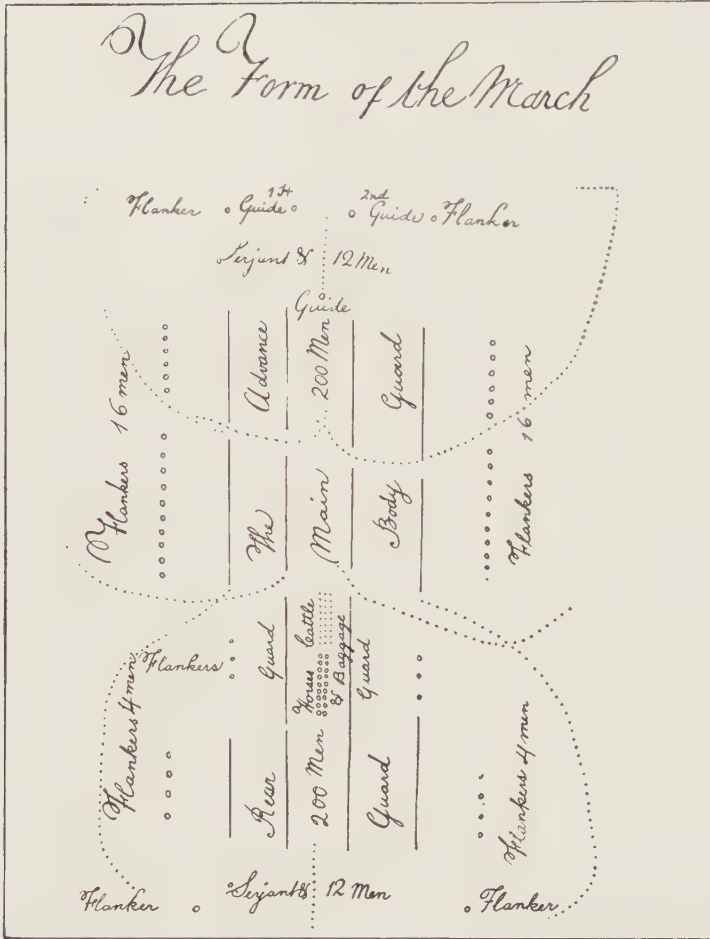 The Form of the March
Flanker 1st Guide 2nd Guide Flanker
Serjant & 12 Men
Guide
Flankers 16 men
Advance 200 Men Guard
Flankers 16 men
The Main Body
Flankers
Guard
Horses Cattle & Baggage
Guard
Flankers 4 men
Rear 200 Men Guard
Flankers 4 men
Flanker Serjant & 12 Men Flanker